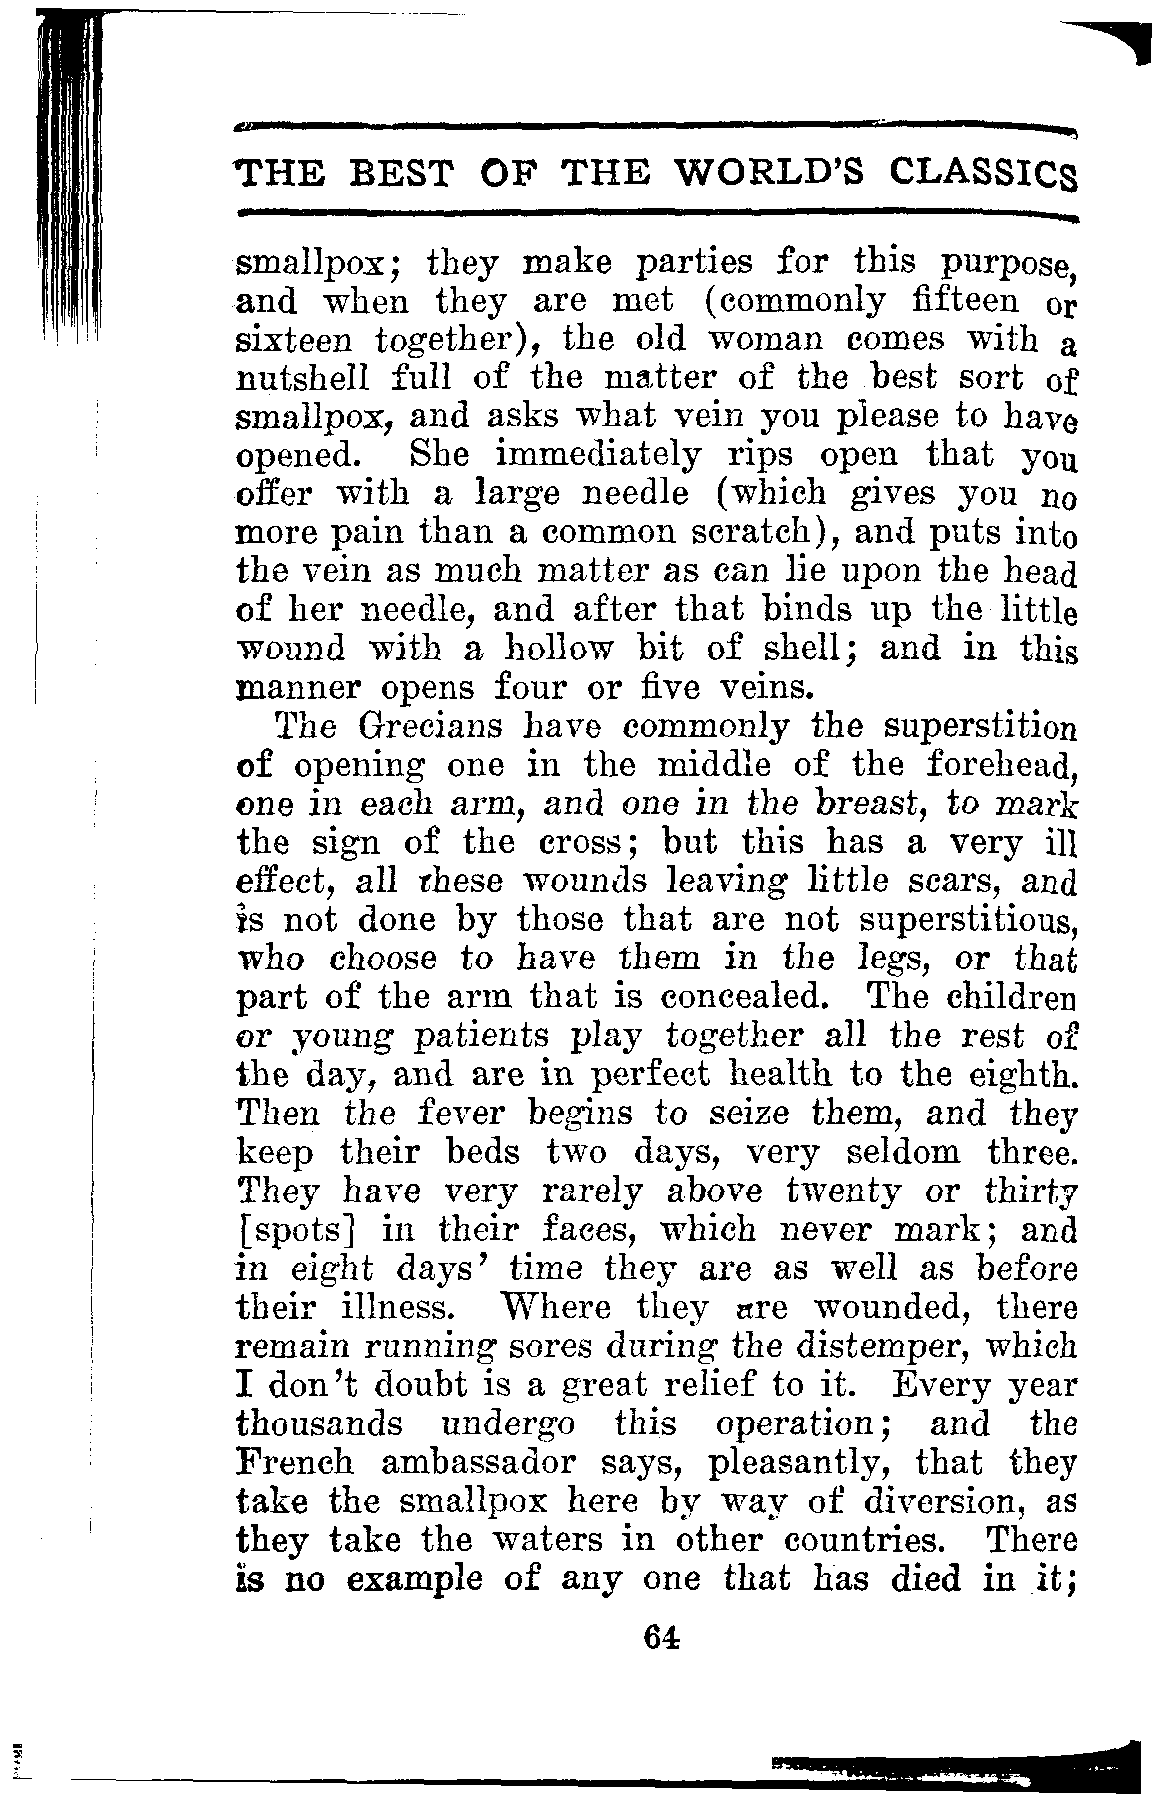 THE BEST OF THE WORLD'S CLASSICS
smallpox; they make parties for this purpose,
and when they are met (commonly fifteen or
sixteen together), the old woman comes with a
nutshell full of the matter of the best sort of
smallpox, and asks what vein you please to have
opened. She immediately rips open that you
offer with a large needle (which gives you no
more pain than a common scratch), and puts into
the vein as much matter as can lie upon the head
of her needle, and after that binds up the little
wound with a hollow bit of shell; and in this
manner opens four or five veins.
The Grecians have commonly the superstition
of opening one in the middle of the forehead,
one in each arm, and one in the breast, to mark
the sign of the cross; but this has a very ill
effect, all these wounds leaving little scars, and
is not done by those that are not superstitious,
who choose to have them in the legs, or that
part of the arm that is concealed. The children
or young patients play together all the rest of
the day, and are in perfect health to the eighth.
Then the fever begins to seize them, and they
keep their beds two days, very seldom three.
They have very rarely above twenty or thirty
[spots] in their faces, which never mark; and
in eight days' time they are as well as before
their illness. Where they are wounded, there
remain running sores during the distemper, which
I don't doubt is a great relief to it. Every year
thousands undergo this operation; and the
French ambassador says, pleasantly, that they
take the smallpox here by way of diversion, as
they take the waters in other countries. There
is no example of any one that has died in it;
64